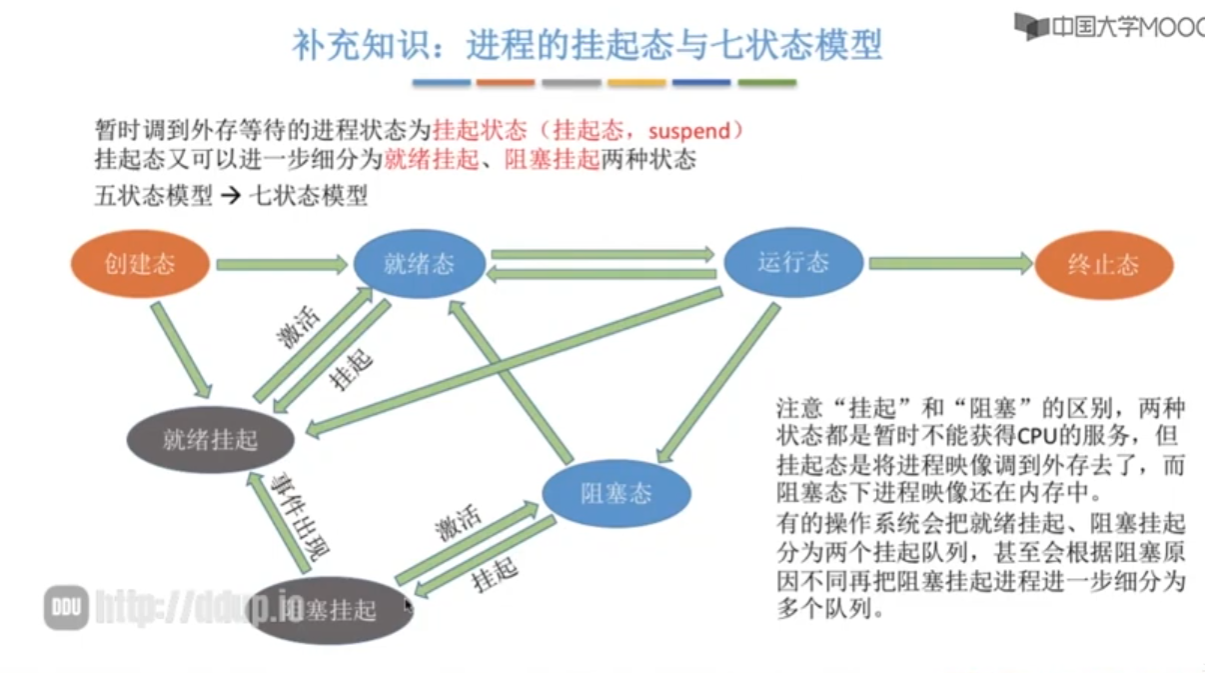 中国大学MOOC
补充知识：进程的挂起态与七状态模型
暂时调到外存等待的进程状态为挂起状态（挂起态，suspend）
挂起态又可以进一步细分为就绪挂起、阻塞挂起两种状态
五状态模型→七状态模型
创建态
就绪态
运行态
终止态
激活
挂起
就绪挂起
事件出现
阻塞态
激活
挂起
阻塞挂起
注意“挂起”和“阻塞”的区别，两种
状态都是暂时不能获得CPU的服务，但
挂起态是将进程映像调到外存去了，而
阻塞态下进程映像还在内存中。
有的操作系统会把就绪挂起、阻塞挂起
分为两个挂起队列，甚至会根据阻塞原
因不同再把阻塞挂起进程进一步细分为
多个队列。
DDU http://ddup.io